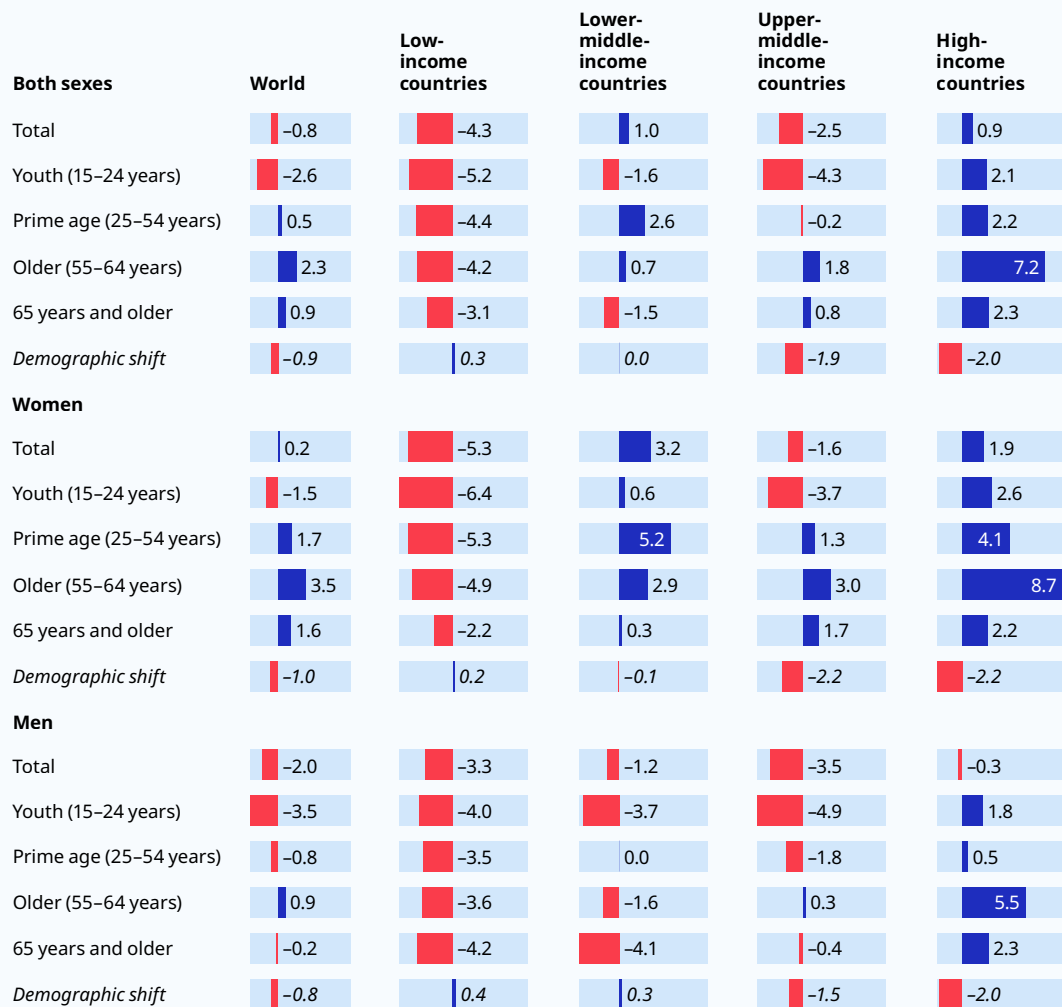 Both sexes World Low-income countries Lower-middle-income countries Upper-middle-income countries High-income countries
Total –0.8 –4.3 1.0 –2.5 0.9
Youth (15–24 years) –2.6 –5.2 –1.6 –4.3 2.1
Prime age (25–54 years) 0.5 –4.4 2.6 –0.2 2.2
Older (55–64 years) 2.3 –4.2 0.7 1.8 7.2
65 years and older 0.9 –3.1 –1.5 0.8 2.3
Demographic shift –0.9 0.3 0.0 –1.9 –2.0
Women
Total 0.2 –5.3 3.2 –1.6 1.9
Youth (15–24 years) –1.5 –6.4 0.6 –3.7 2.6
Prime age (25–54 years) 1.7 –5.3 5.2 1.3 4.1
Older (55–64 years) 3.5 –4.9 2.9 3.0 8.7
65 years and older 1.6 –2.2 0.3 1.7 2.2
Demographic shift –1.0 0.2 –0.1 –2.2 –2.2
Men
Total –2.0 –3.3 –1.2 –3.5 –0.3
Youth (15–24 years) –3.5 –4.0 –3.7 –4.9 1.8
Prime age (25–54 years) –0.8 –3.5 0.0 –1.8 0.5
Older (55–64 years) 0.9 –3.6 –1.6 0.3 5.5
65 years and older –0.2 –4.2 –4.1 –0.4 2.3
Demographic shift –0.8 0.4 0.3 –1.5 –2.0